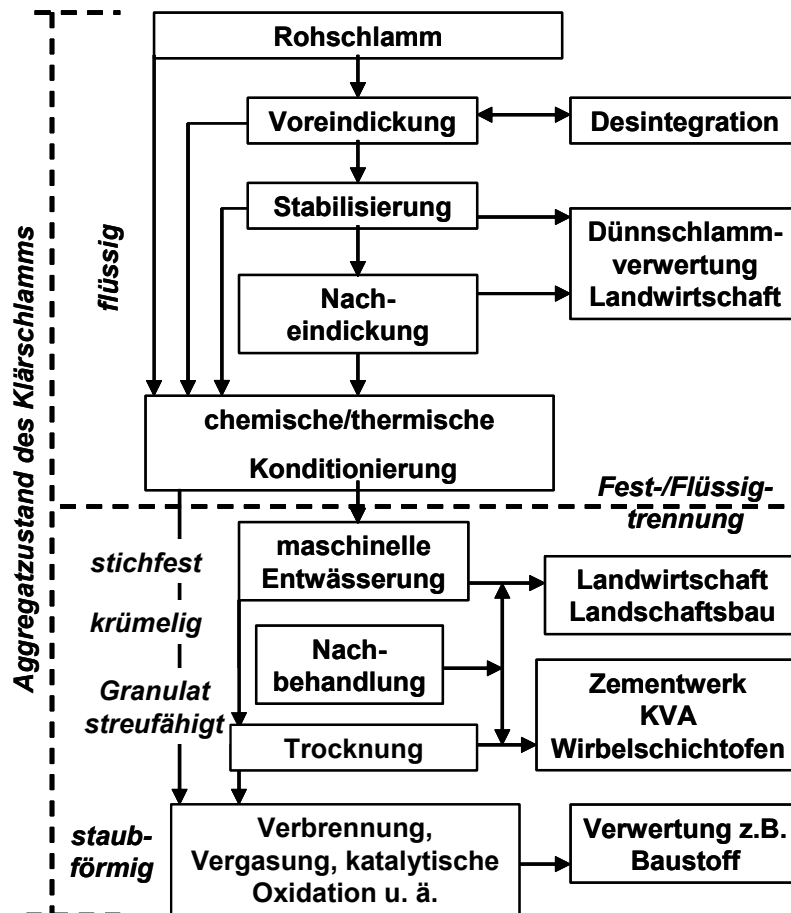 Aggregatzustand des Klärschlamms
flüssig
Rohschlamm
Voreindickung
Desintegration
Stabilisierung
Dünnschlamm-
verwertung
Landwirtschaft
Nach-
eindickung
chemische/thermische
Konditionierung
Fest-/Flüssig-
trennung
stichfest
krümelig
Granulat
streufähigt
maschinelle
Entwässerung
Landwirtschaft
Landschaftsbau
Nach-
behandlung
Zementwerk
KVA
Wirbelschichtofen
Trocknung
staub-
förmig
Verbrennung,
Vergasung, katalytische
Oxidation u. ä.
Verwertung z.B.
Baustoff